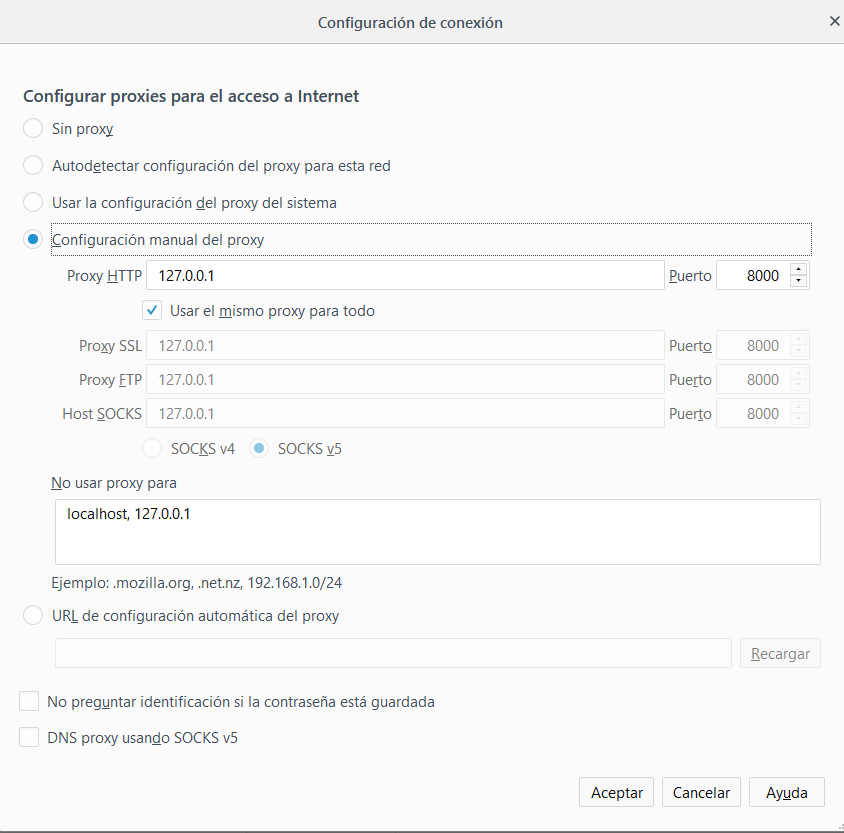 Configuración de conexión
Configurar proxies para el acceso a Internet
Sin proxy
Autodetectar configuración del proxy para esta red
Usar la configuración del proxy del sistema
Configuración manual del proxy
Proxy HTTP 127.0.0.1 Puerto 8000
Usar el mismo proxy para todo
Proxy SSL 127.0.0.1 Puerto 8000
Proxy FTP 127.0.0.1 Puerto 8000
Host SOCKS 127.0.0.1 Puerto 8000
SOCKS v4 SOCKS v5
No usar proxy para
localhost, 127.0.0.1
Ejemplo: .mozilla.org, .net.nz, 192.168.1.0/24
URL de configuración automática del proxy
Recargar
No preguntar identificación si la contraseña está guardada
DNS proxy usando SOCKS v5
Aceptar Cancelar Ayuda